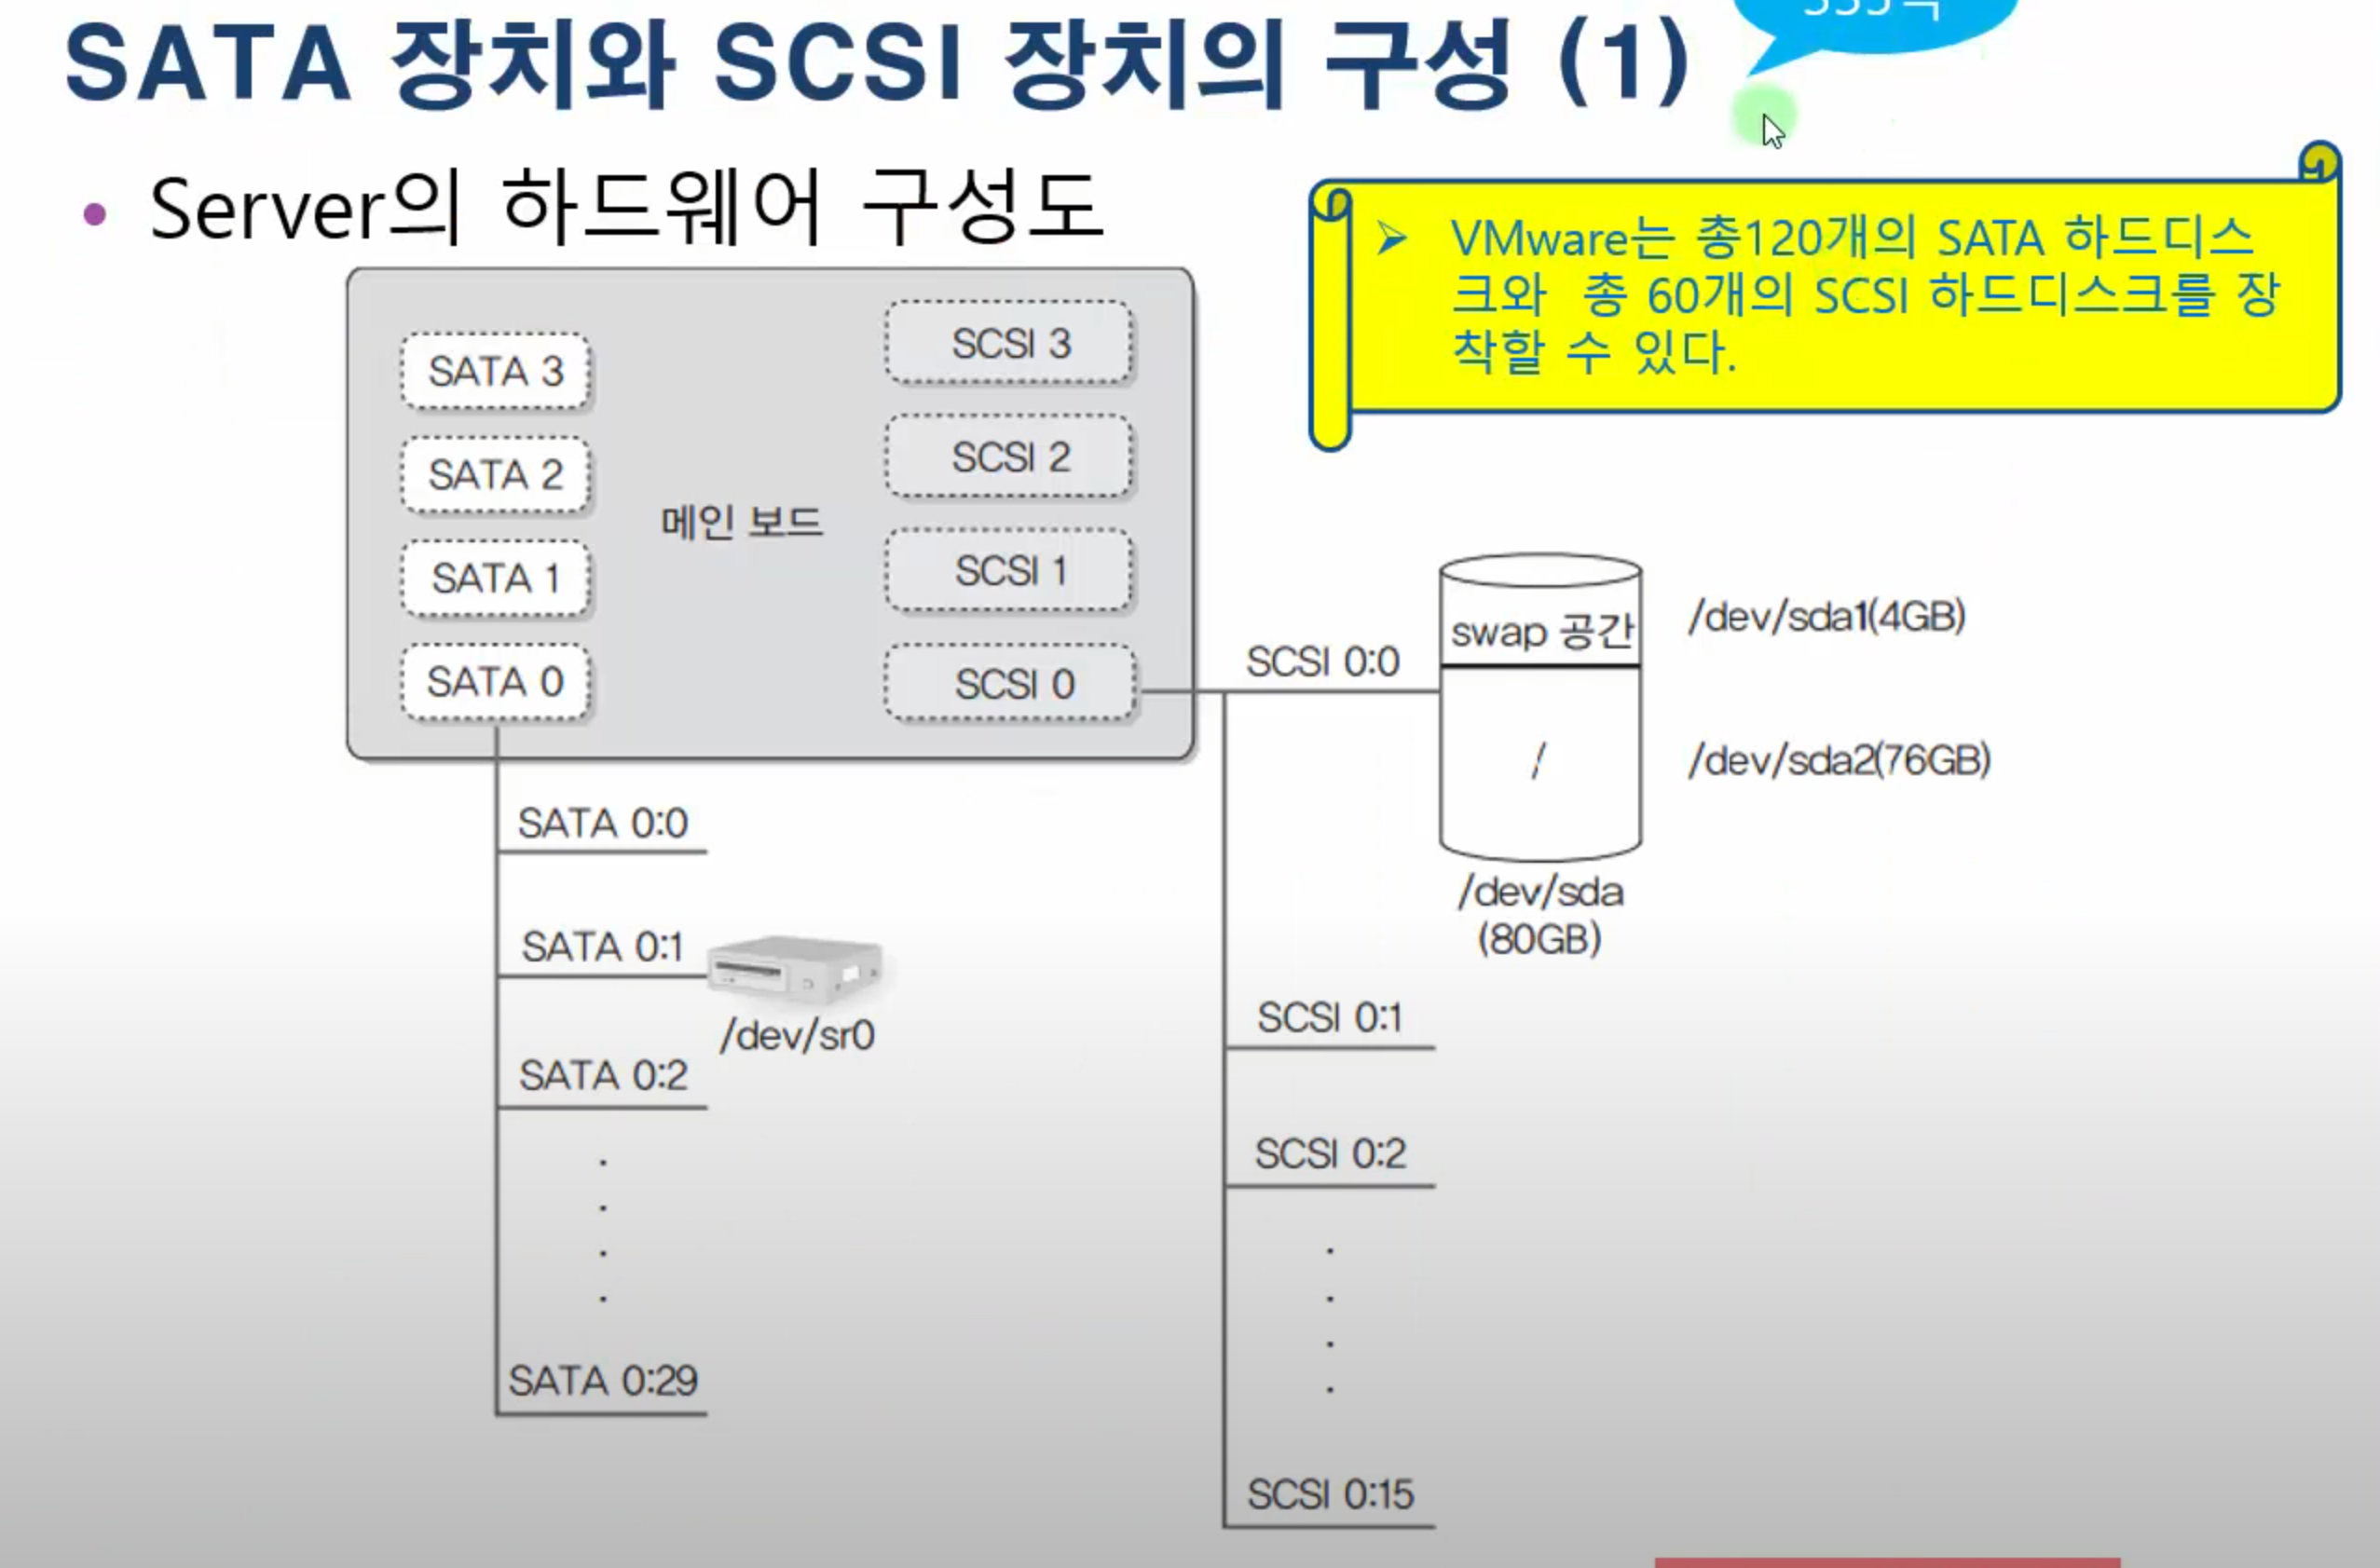 SATA 장치와 SCSI 장치의 구성 (1)
• Server의 하드웨어 구성도
➢ VMware는 총120개의 SATA 하드디스
크와 총 60개의 SCSI 하드디스크를 장
착할 수 있다.
SATA 3
SATA 2
SATA 1
SATA 0
메인 보드
SCSI 3
SCSI 2
SCSI 1
SCSI 0
SATA 0:0
SATA 0:1
/dev/sr0
SATA 0:2
SATA 0:29
SCSI 0:0
swap 공간
/
/dev/sda1(4GB)
/dev/sda2(76GB)
/dev/sda
(80GB)
SCSI 0:1
SCSI 0:2
SCSI 0:15